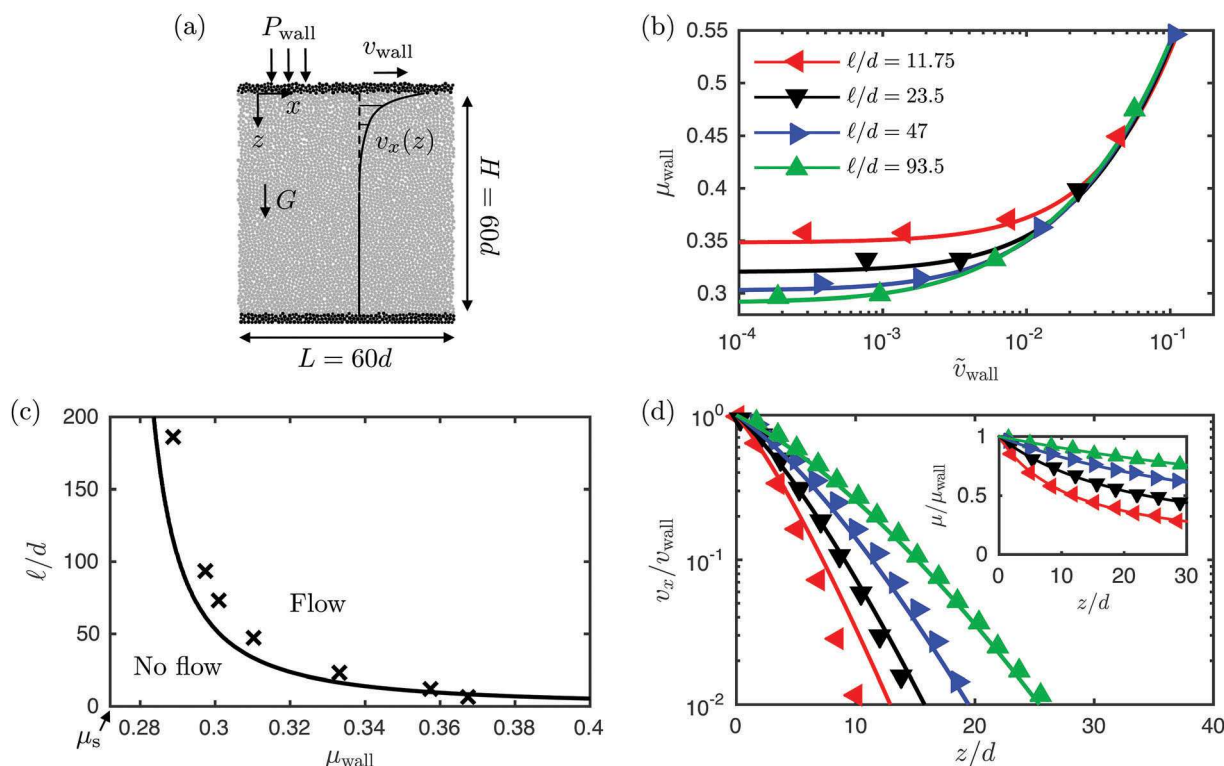 (a)
P_wall
v_wall
x
z
v_x(z)
G
H = 60d
L = 60d
(b)
0.55
0.45
0.4
0.35
0.3
μ_wall
ℓ/d = 11.75
ℓ/d = 23.5
ℓ/d = 47
ℓ/d = 93.5
10^-4
10^-3
10^-2
10^-1
ṽ_wall
(c)
200
150
100
50
0
ℓ/d
Flow
No flow
μ_s
0.28
0.3
0.32
0.34
0.36
0.38
0.4
μ_wall
(d)
10^0
10^-1
10^-2
v_x/v_wall
0
10
20
30
40
z/d
1
0.5
0
μ/μ_wall
0
10
20
30
z/d